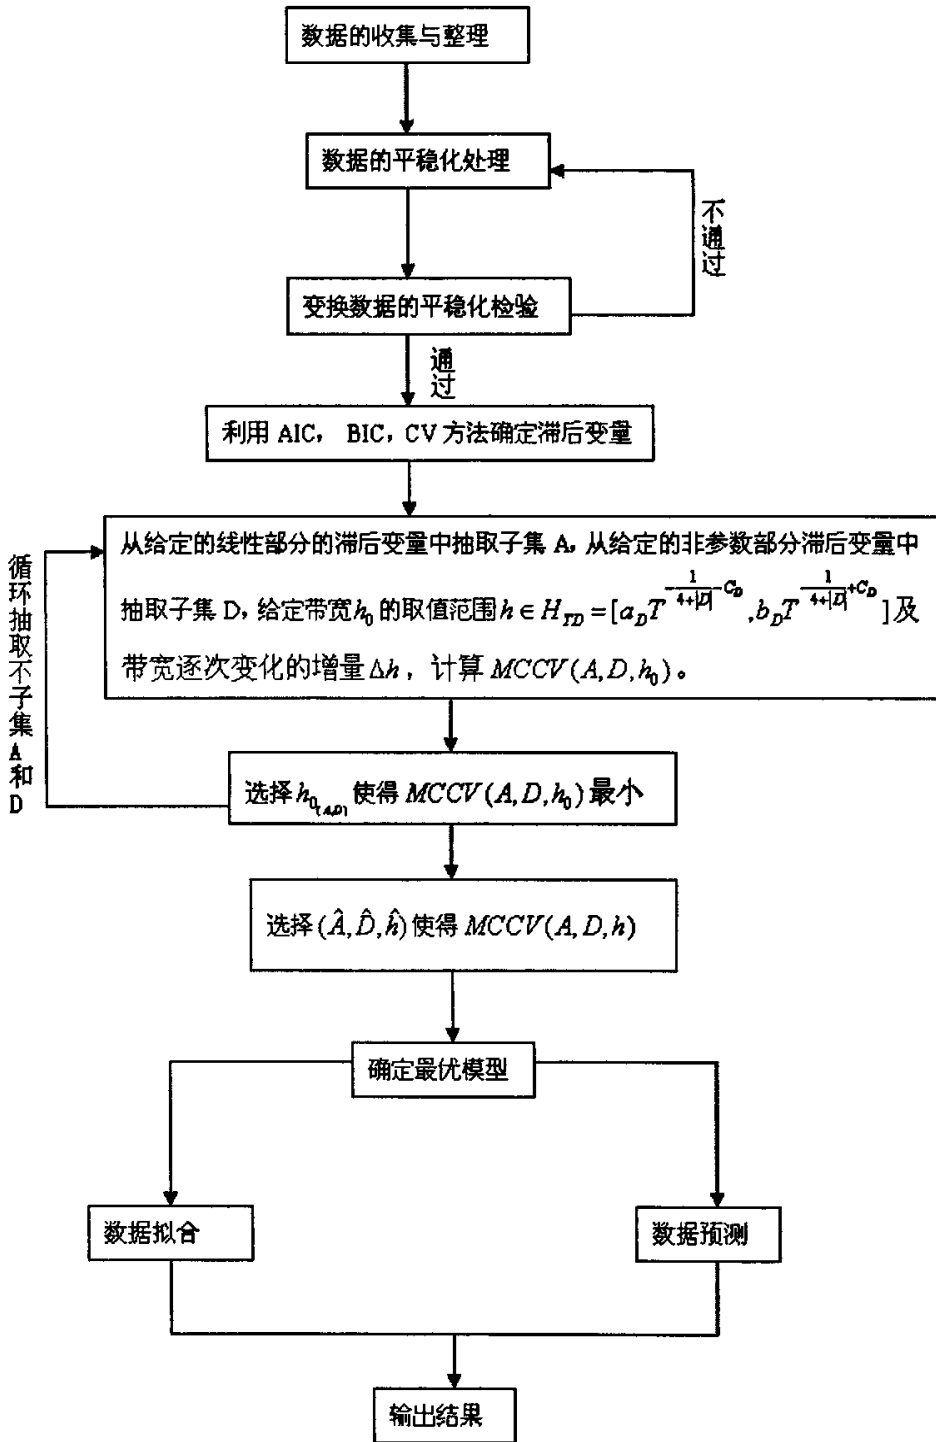 数据的收集与整理
数据的平稳化处理
不通过
变换数据的平稳化检验
通过
利用 AIC， BIC，CV 方法确定滞后变量
从给定的线性部分的滞后变量中抽取子集 A，从给定的非参数部分滞后变量中
抽取子集 D，给定带宽 h₀ 的取值范围 h ∈ H_{TD} = [a_D T^{-\frac{1}{4+|D|}-C_D}, b_D T^{-\frac{1}{4+|D|}+C_D}] 及
带宽逐次变化的增量 Δh，计算 MCCV(A, D, h₀)。
循环抽取不子集A和D
选择 h_{0_{(A,D)}} 使得 MCCV(A, D, h₀) 最小
选择 (Â, D̂, ĥ) 使得 MCCV(A, D, h)
确定最优模型
数据拟合
数据预测
输出结果